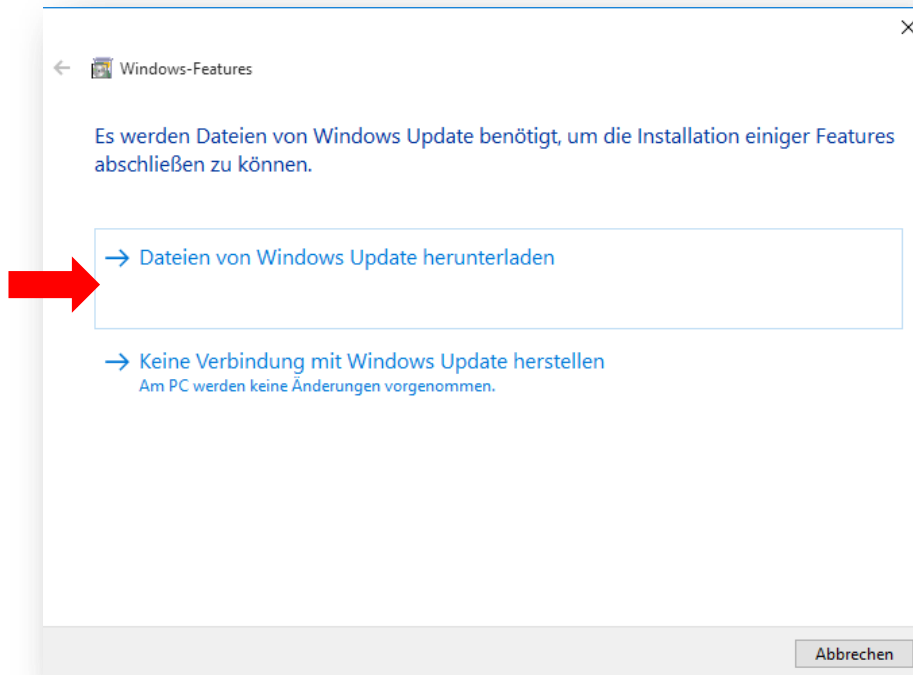 Windows-Features
Es werden Dateien von Windows Update benötigt, um die Installation einiger Features
abschließen zu können.
Dateien von Windows Update herunterladen
Keine Verbindung mit Windows Update herstellen
Am PC werden keine Änderungen vorgenommen.
Abbrechen